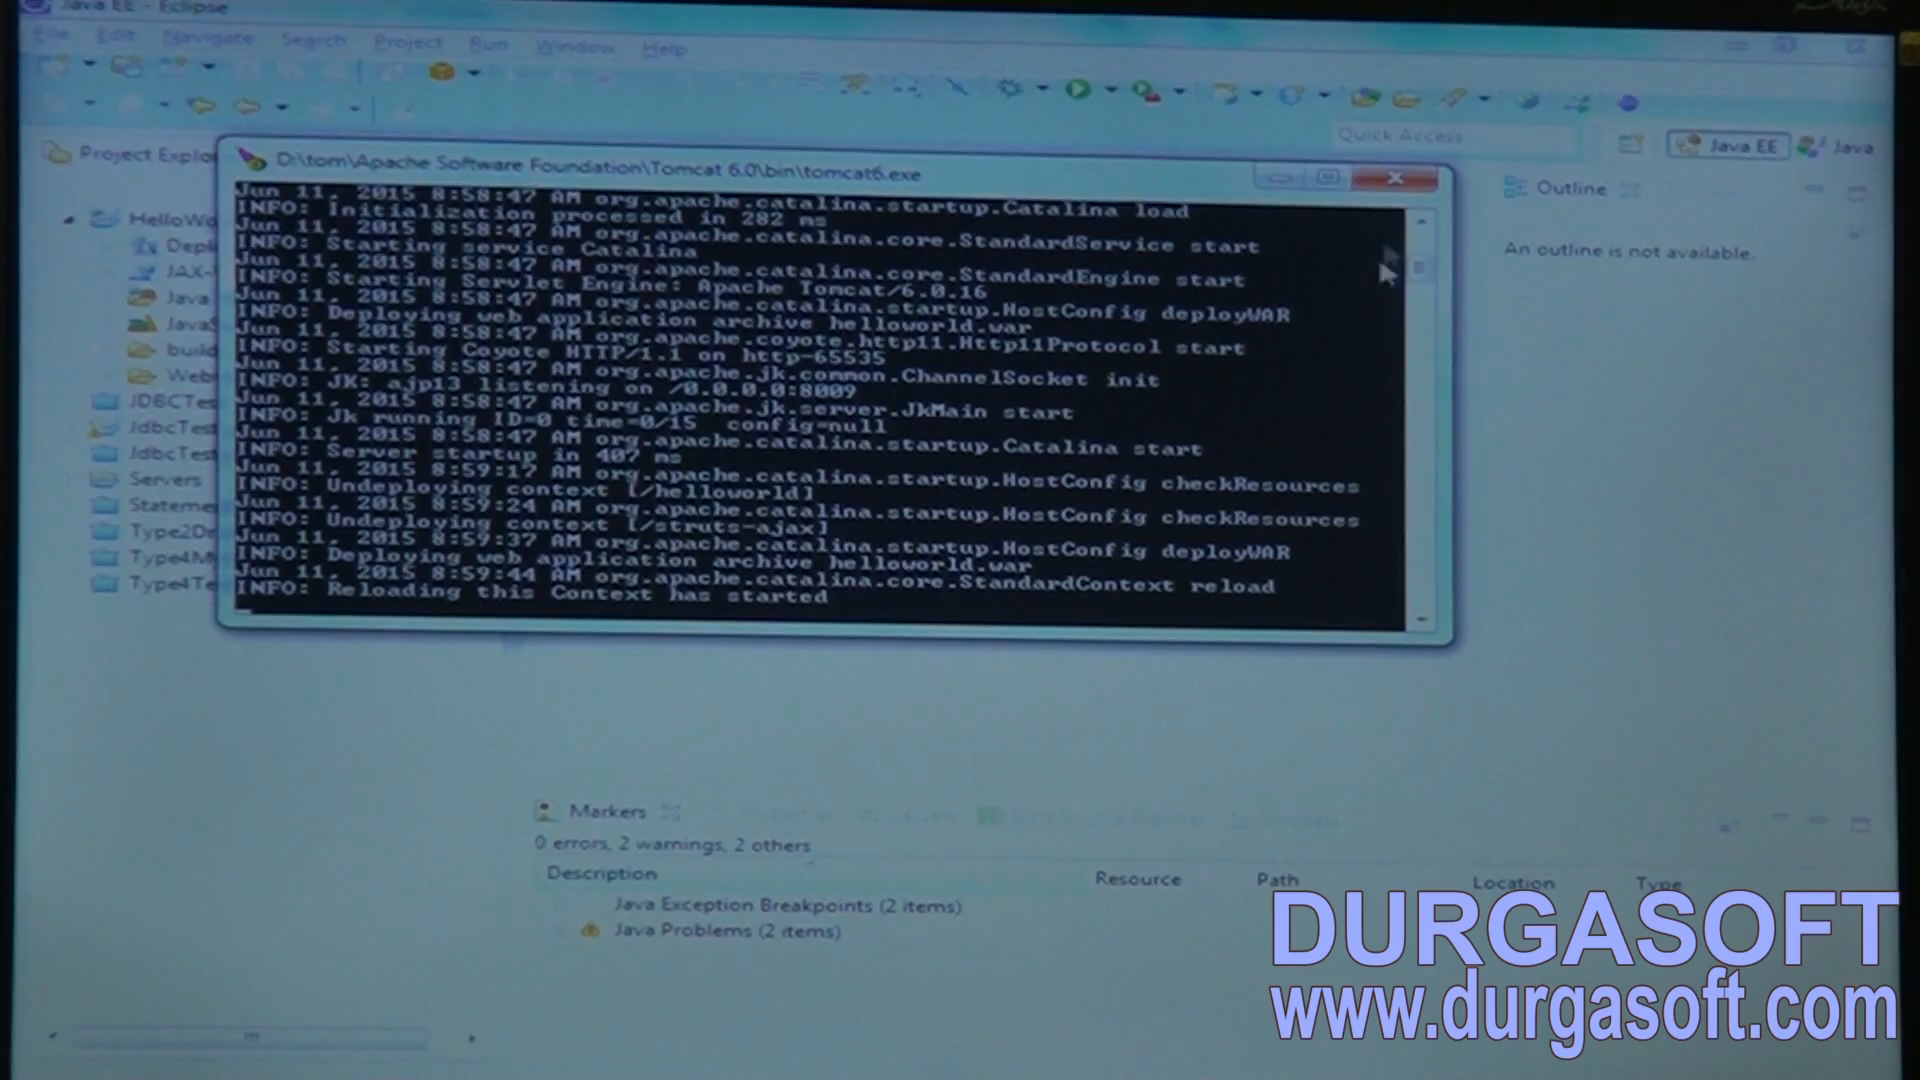 Java EE - Eclipse
File Edit Navigate Search Project Run Window Help
Quick Access
Java EE
Java
Project Explo
D:\tom\Apache Software Foundation\Tomcat 6.0\bin\tomcat6.exe
Outline
An outline is not available.
HelloWo
Depl
JAX-
Java
JavaS
build
Web
JDBCTes
JdbcTest
JdbcTest
Servers
Stateme
Type2Dr
Type4M
Type4Te
Jun 11, 2015 8:58:47 AM org.apache.catalina.startup.Catalina load
INFO: Initialization processed in 282 ms
Jun 11, 2015 8:58:47 AM org.apache.catalina.core.StandardService start
INFO: Starting service Catalina
Jun 11, 2015 8:58:47 AM org.apache.catalina.core.StandardEngine start
INFO: Starting Servlet Engine: Apache Tomcat/6.0.16
Jun 11, 2015 8:58:47 AM org.apache.catalina.startup.HostConfig deployWAR
INFO: Deploying web application archive helloworld.war
Jun 11, 2015 8:58:47 AM org.apache.coyote.http11.Http11Protocol start
INFO: Starting Coyote HTTP/1.1 on http-65535
Jun 11, 2015 8:58:47 AM org.apache.jk.common.ChannelSocket init
INFO: JK: ajp13 listening on /0.0.0.0:8009
Jun 11, 2015 8:58:47 AM org.apache.jk.server.JkMain start
INFO: Jk running ID=0 time=0/15 config=null
Jun 11, 2015 8:58:47 AM org.apache.catalina.startup.Catalina start
INFO: Server startup in 407 ms
Jun 11, 2015 8:59:17 AM org.apache.catalina.startup.HostConfig checkResources
INFO: Undeploying context [/helloworld]
Jun 11, 2015 8:59:24 AM org.apache.catalina.startup.HostConfig checkResources
INFO: Undeploying context [/struts-ajax]
Jun 11, 2015 8:59:37 AM org.apache.catalina.startup.HostConfig deployWAR
INFO: Deploying web application archive helloworld.war
Jun 11, 2015 8:59:44 AM org.apache.catalina.core.StandardContext reload
INFO: Reloading this Context has started
Markers
0 errors, 2 warnings, 2 others
Description Resource Path Location Type
Java Exception Breakpoints (2 items)
Java Problems (2 items)
DURGASOFT
www.durgasoft.com